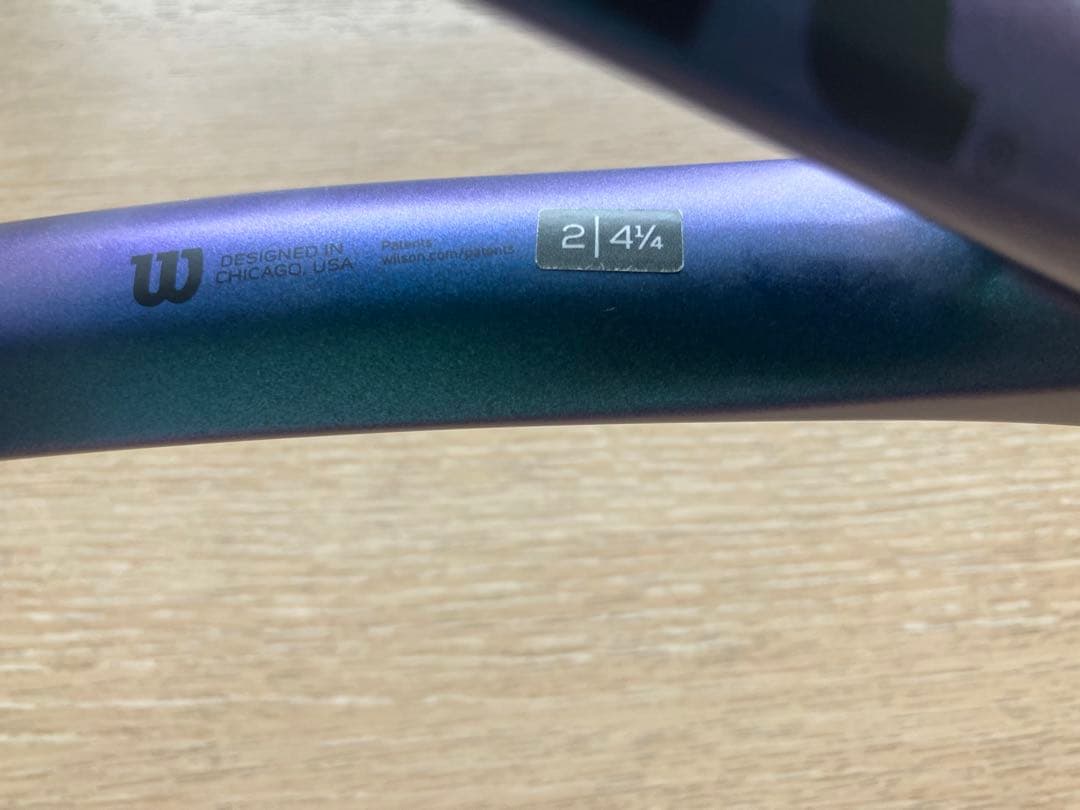 W DESIGNED IN
CHICAGO, USA
Patents
wilson.com/patents
2 | 4¼